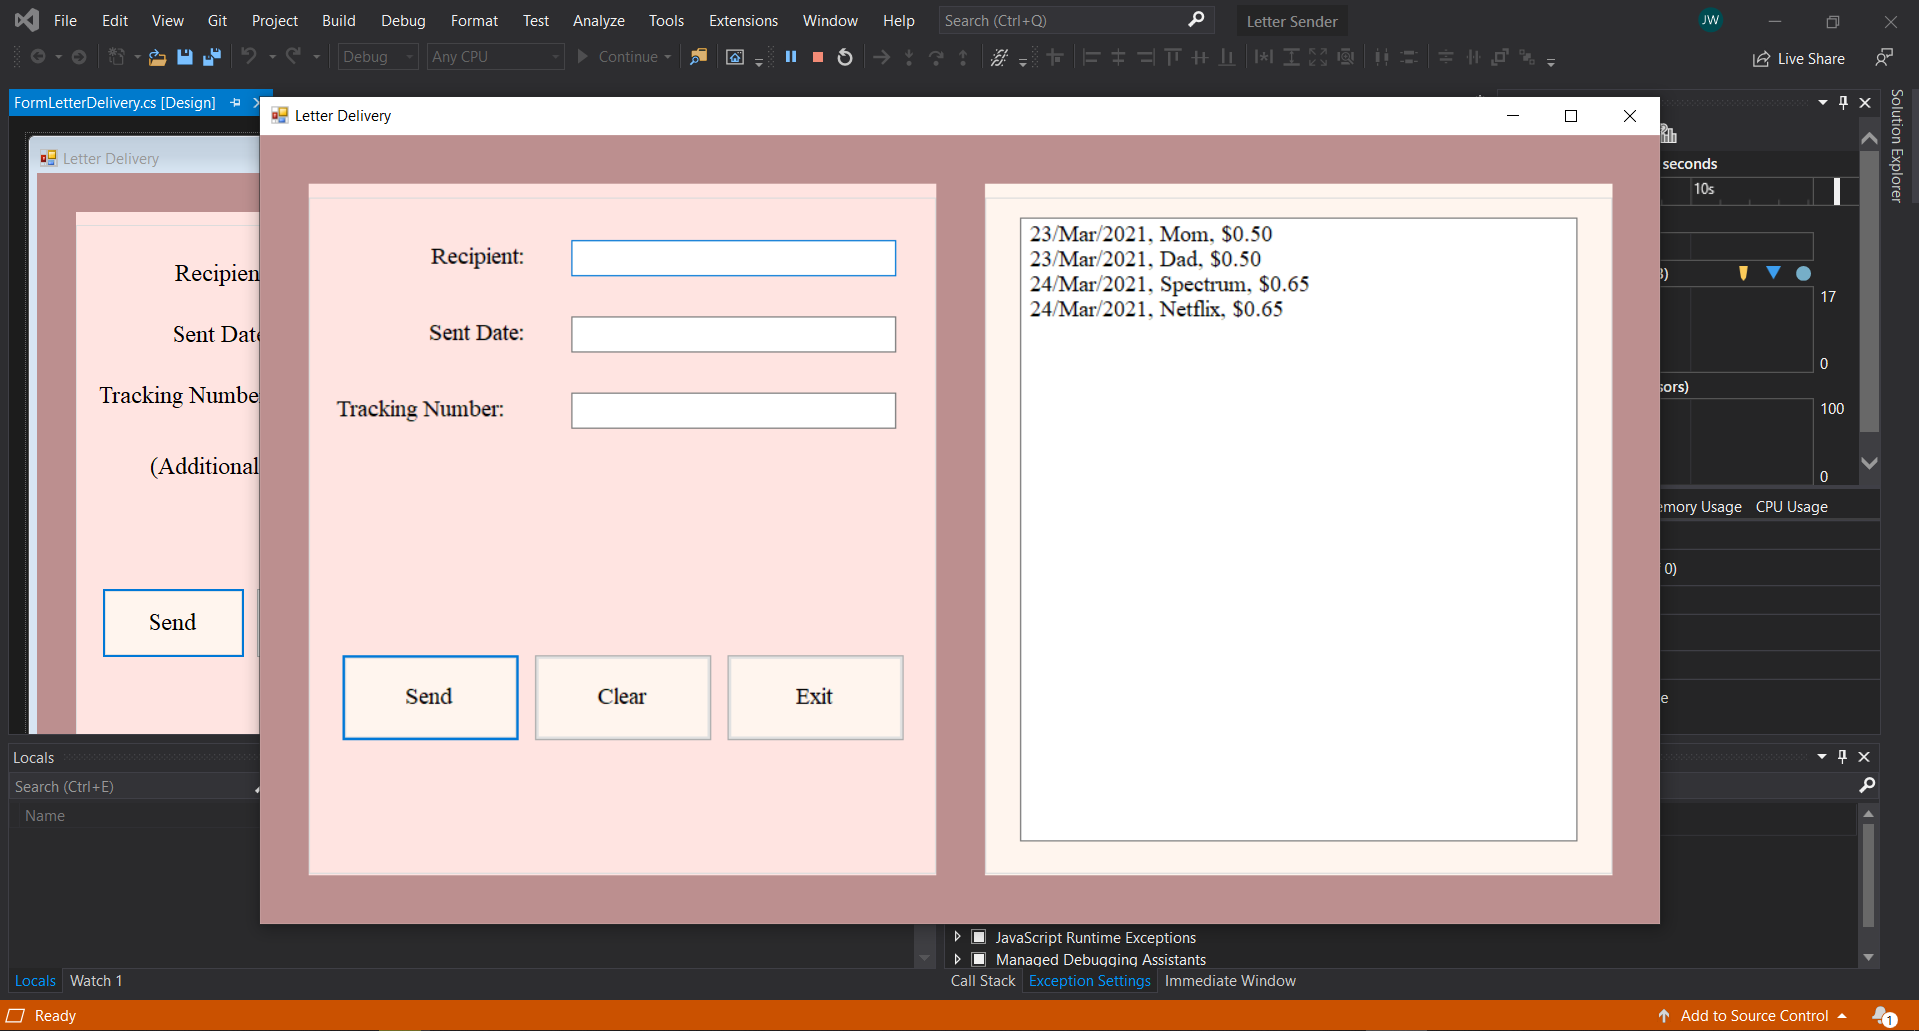 File Edit View Git Project Build Debug Format Test Analyze Tools Extensions Window Help Search (Ctrl+Q) Letter Sender JW
Debug Any CPU Continue Live Share
FormLetterDelivery.cs [Design]
Letter Delivery
Recipien
Sent Date
Tracking Numbe
(Additional
Send
Letter Delivery
Recipient:
Sent Date:
Tracking Number:
Send Clear Exit
23/Mar/2021, Mom, $0.50
23/Mar/2021, Dad, $0.50
24/Mar/2021, Spectrum, $0.65
24/Mar/2021, Netflix, $0.65
Solution Explorer
seconds
10s
17
0
sors)
100
0
emory Usage CPU Usage
0)
e
Locals
Search (Ctrl+E)
Name
Locals Watch 1
JavaScript Runtime Exceptions
Managed Debugging Assistants
Call Stack Exception Settings Immediate Window
Ready Add to Source Control 1